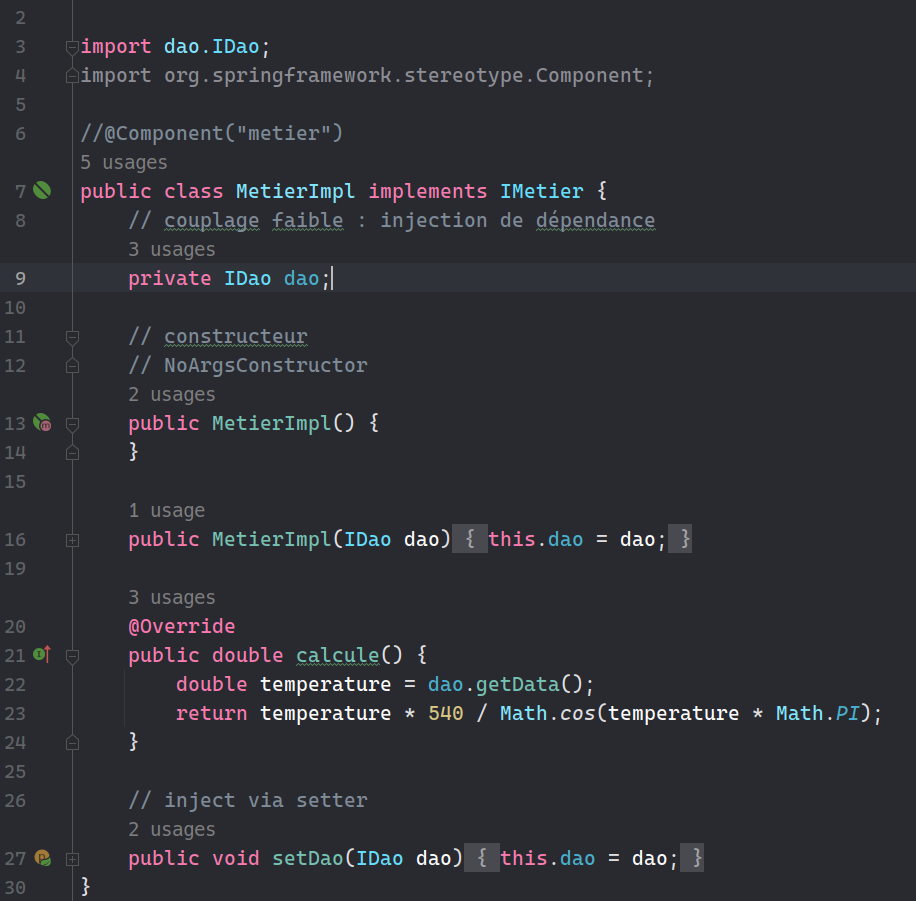 2
3 import dao.IDao;
4 import org.springframework.stereotype.Component;
5
6 //@Component("metier")
5 usages
7 public class MetierImpl implements IMetier {
8 // couplage faible : injection de dépendance
3 usages
9 private IDao dao;
10
11 // constructeur
12 // NoArgsConstructor
2 usages
13 public MetierImpl() {
14 }
15
1 usage
16 public MetierImpl(IDao dao) { this.dao = dao; }
19
3 usages
20 @Override
21 public double calcule() {
22 double temperature = dao.getData();
23 return temperature * 540 / Math.cos(temperature * Math.PI);
24 }
25
26 // inject via setter
2 usages
27 public void setDao(IDao dao) { this.dao = dao; }
30 }